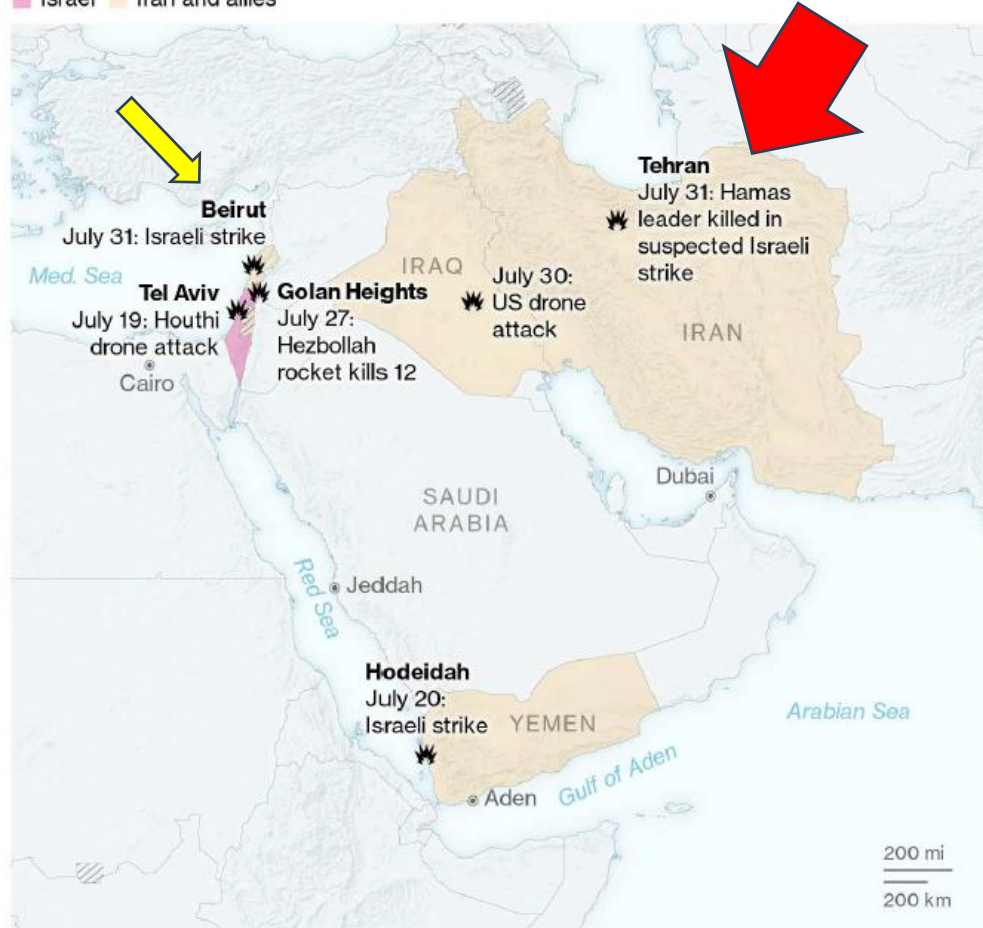 Israel Iran and allies
Tehran
July 31: Hamas
leader killed in
suspected Israeli
strike
Beirut
July 31: Israeli strike
Med. Sea
IRAQ
July 30:
US drone
attack
Tel Aviv
July 19: Houthi
drone attack
Golan Heights
July 27:
Hezbollah
rocket kills 12
IRAN
Cairo
Dubai
SAUDI
ARABIA
Red Sea
Jeddah
Hodeidah
July 20:
Israeli strike
YEMEN
Arabian Sea
Aden
Gulf of Aden
200 mi
200 km